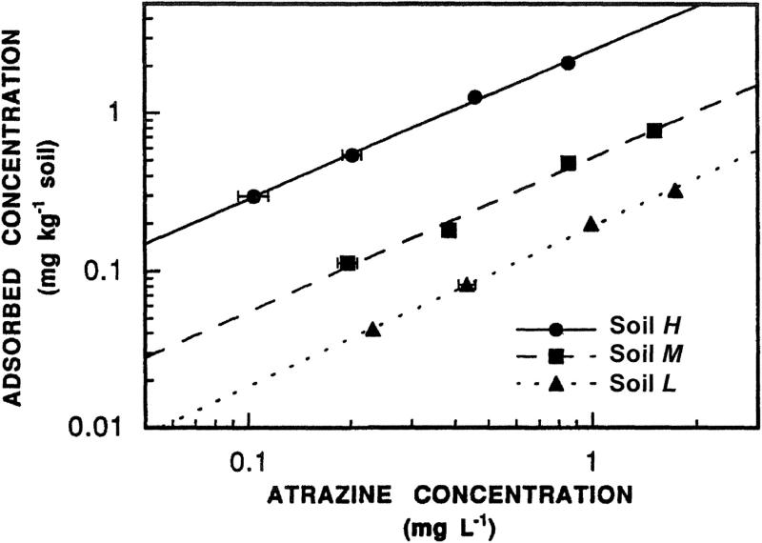 ADSORBED CONCENTRATION
(mg kg⁻¹ soil)
1
0.1
0.01
Soil H
Soil M
Soil L
0.1 1
ATRAZINE CONCENTRATION
(mg L⁻¹)